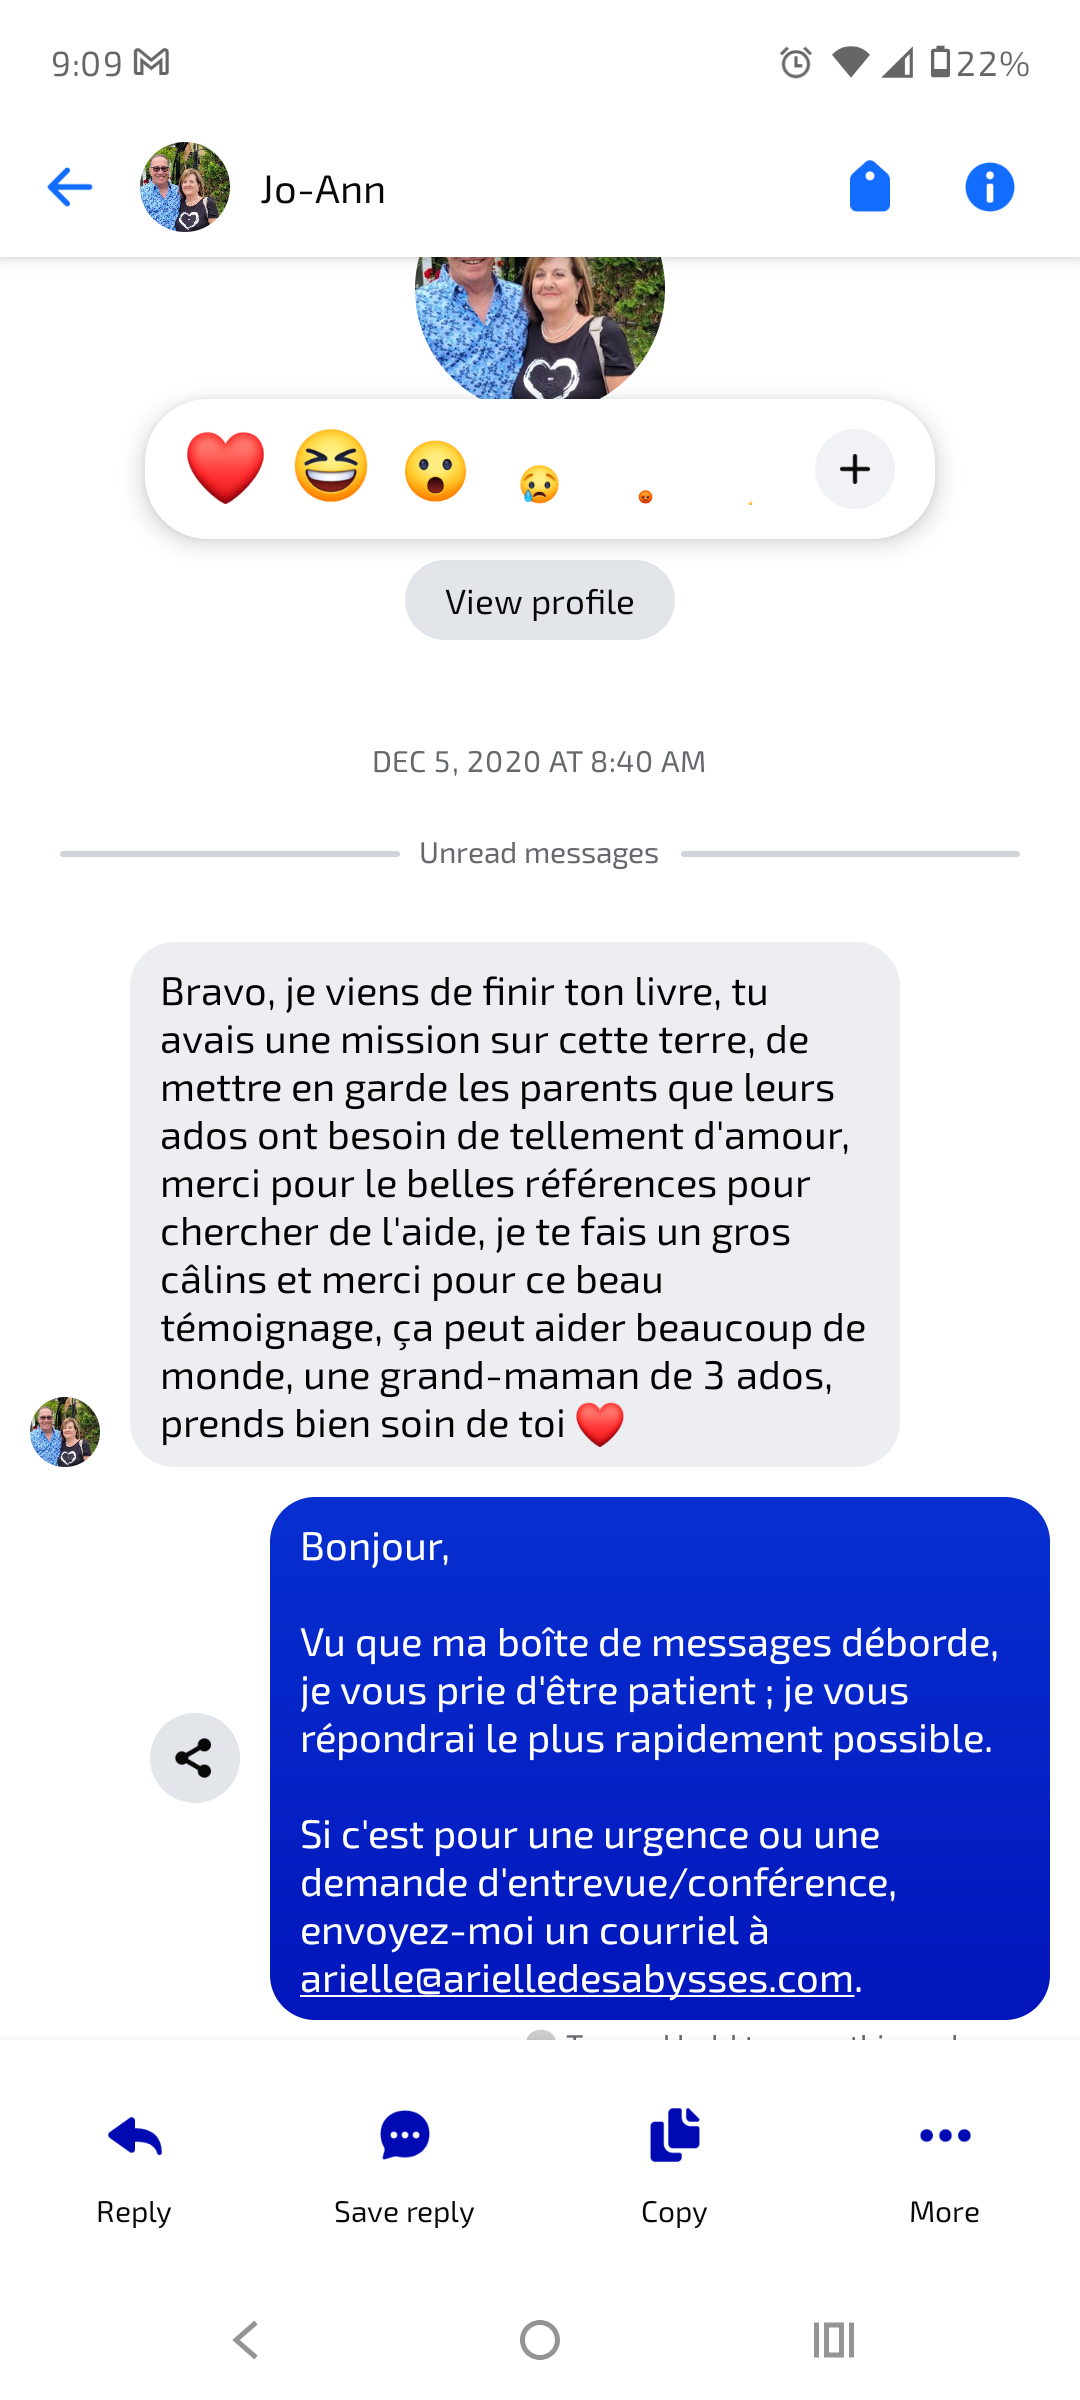 9:09
22%
Jo-Ann
View profile
DEC 5, 2020 AT 8:40 AM
Unread messages
Bravo, je viens de finir ton livre, tu
avais une mission sur cette terre, de
mettre en garde les parents que leurs
ados ont besoin de tellement d'amour,
merci pour le belles références pour
chercher de l'aide, je te fais un gros
câlins et merci pour ce beau
témoignage, ça peut aider beaucoup de
monde, une grand-maman de 3 ados,
prends bien soin de toi ❤️
Bonjour,
Vu que ma boîte de messages déborde,
je vous prie d'être patient ; je vous
répondrai le plus rapidement possible.
Si c'est pour une urgence ou une
demande d'entrevue/conférence,
envoyez-moi un courriel à
arielle@arielledesabysses.com.
Reply
Save reply
Copy
More